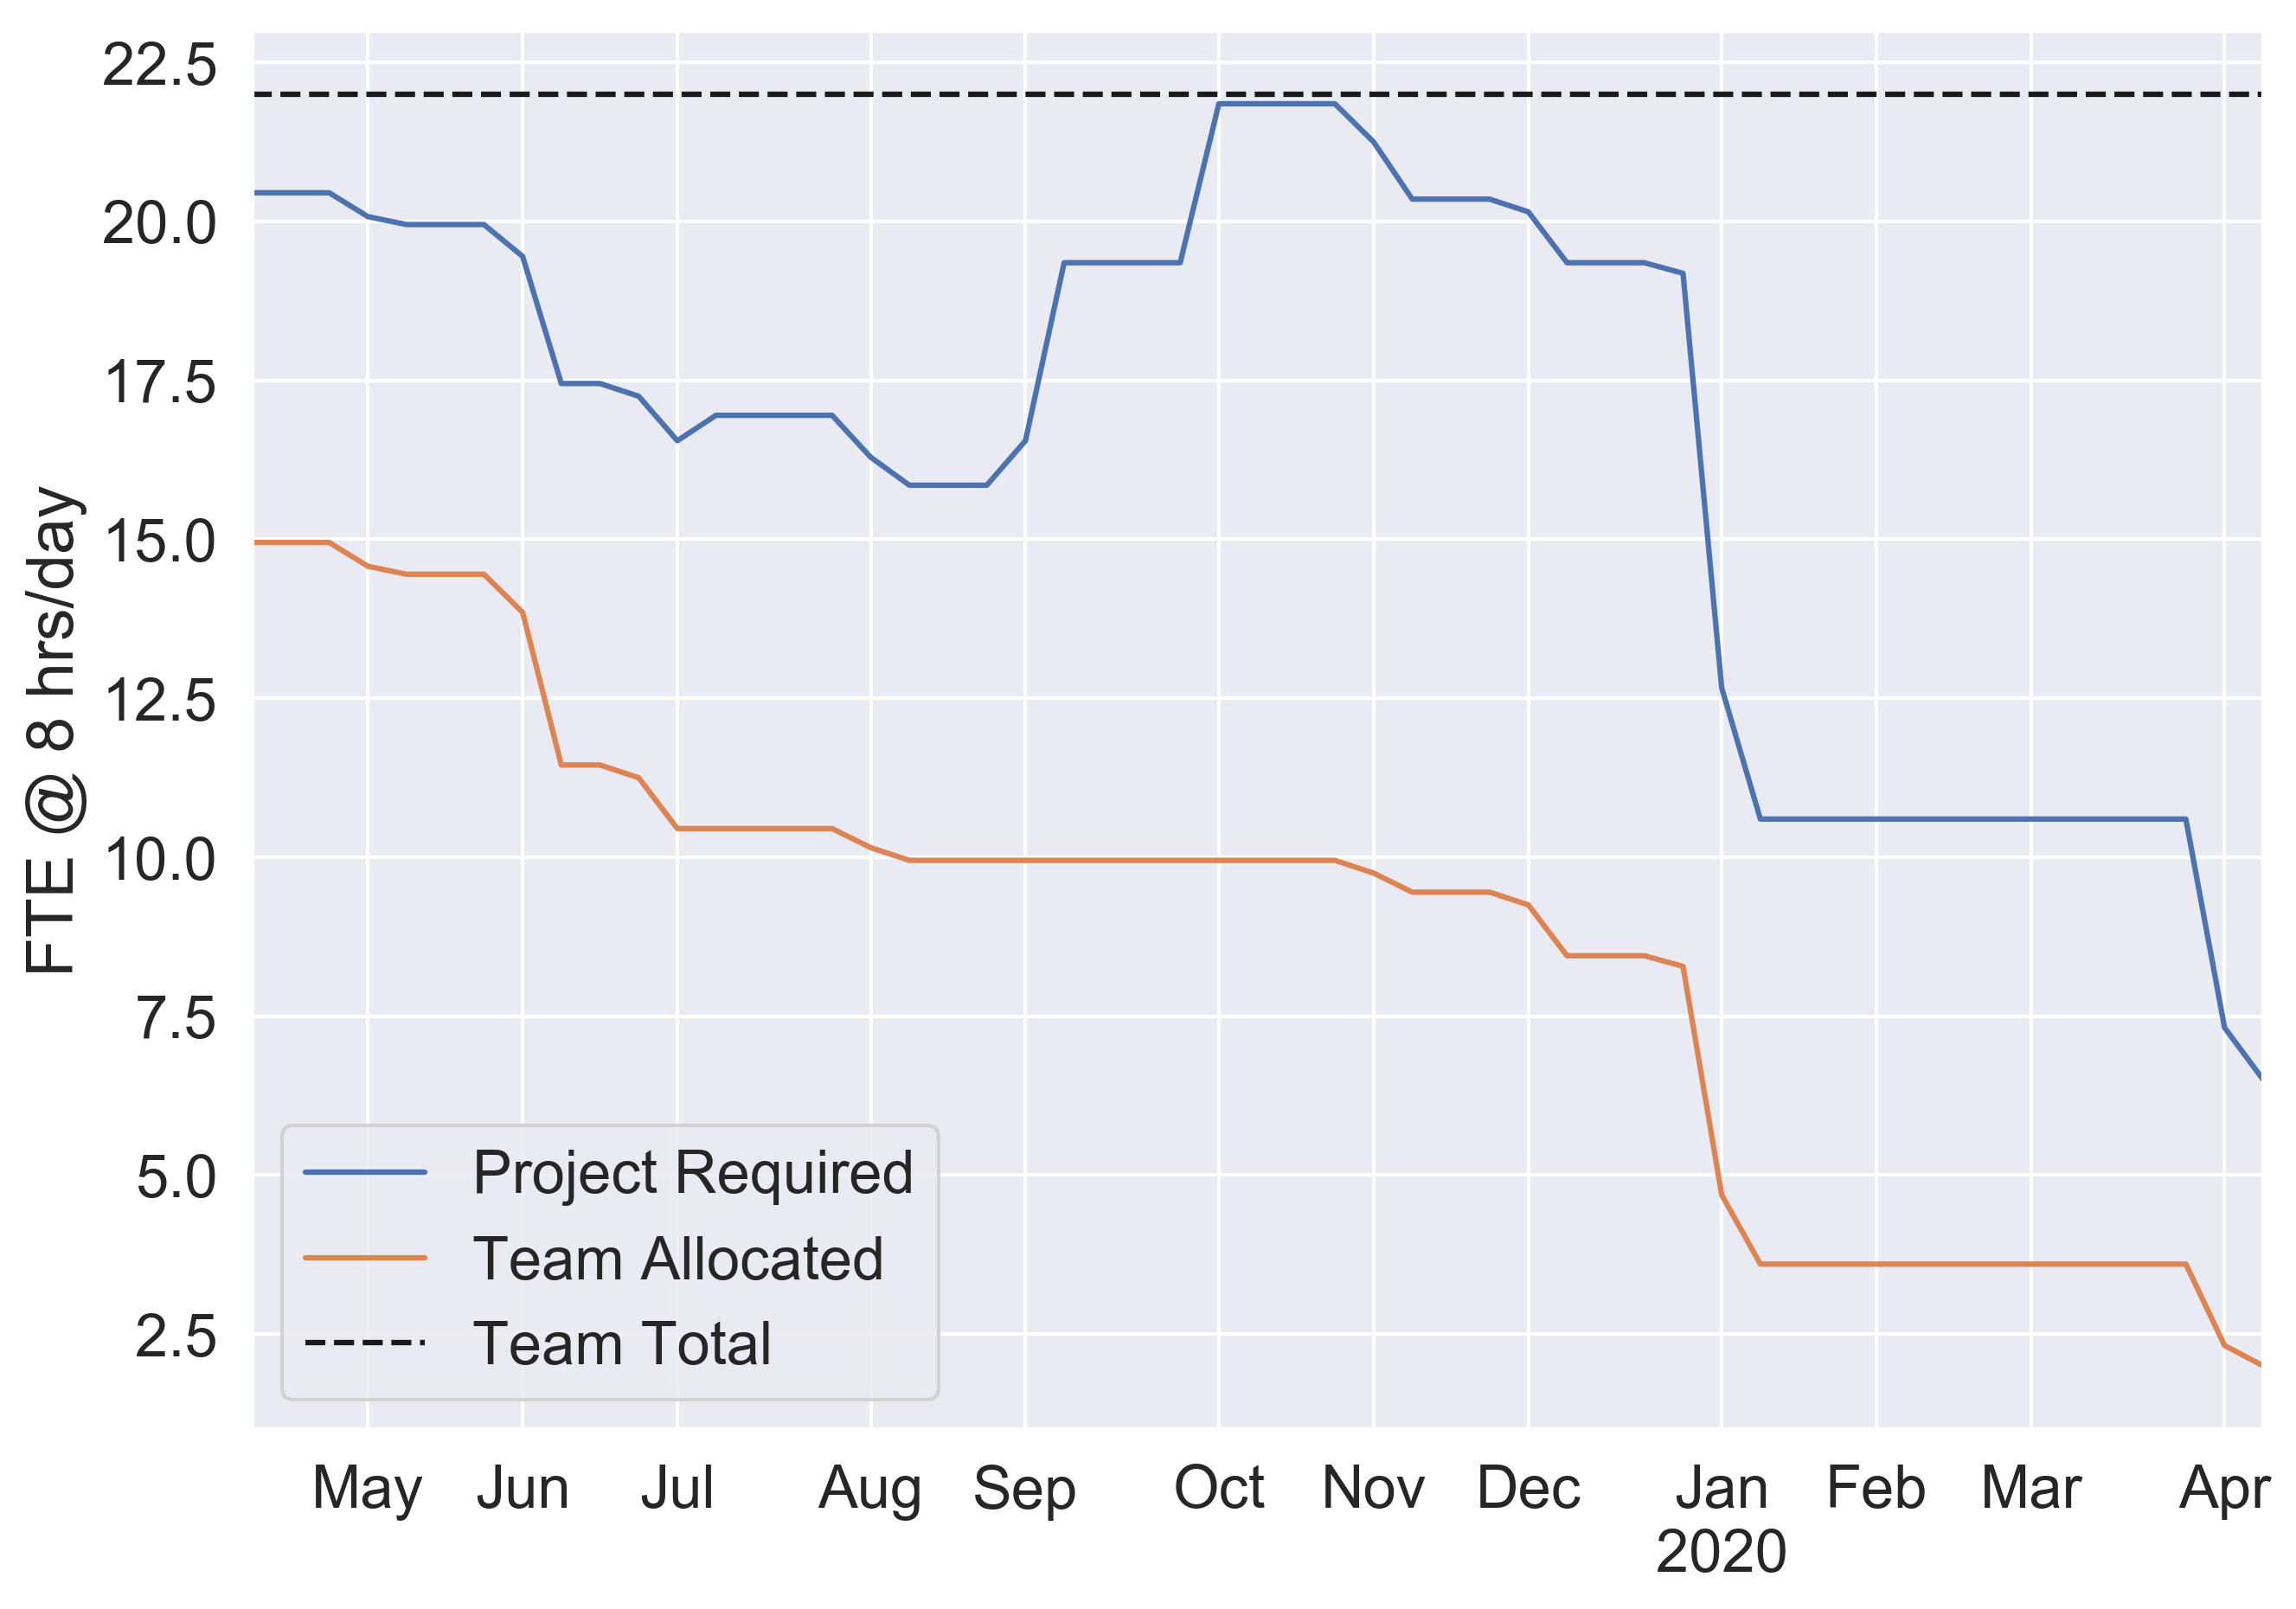 22.5
20.0
17.5
15.0
12.5
10.0
7.5
5.0
2.5
FTE @ 8 hrs/day
Project Required
Team Allocated
Team Total
May Jun Jul Aug Sep Oct Nov Dec Jan Feb Mar Apr
2020